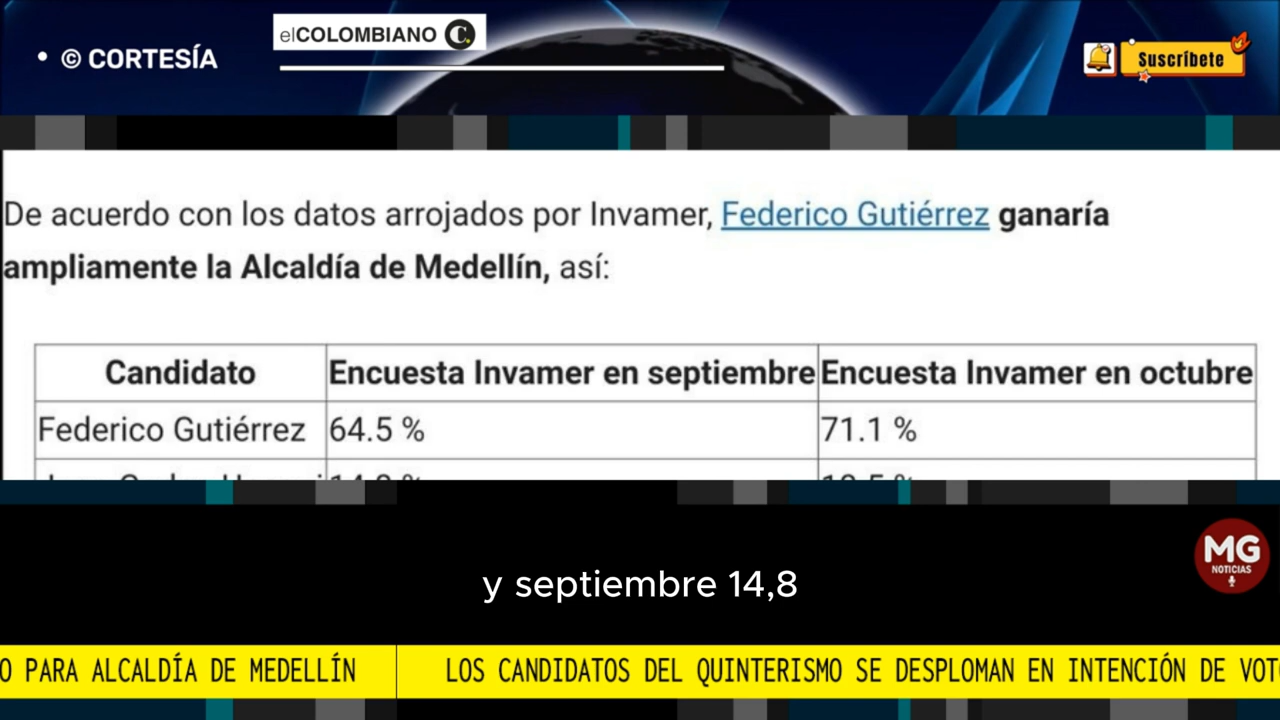 elCOLOMBIANO C.
• © CORTESÍA
Suscríbete
De acuerdo con los datos arrojados por Invamer, Federico Gutiérrez ganaría
ampliamente la Alcaldía de Medellín, así:
Candidato Encuesta Invamer en septiembre Encuesta Invamer en octubre
Federico Gutiérrez 64.5 % 71.1 %
MG
NOTICIAS
y septiembre 14,8
O PARA ALCALDÍA DE MEDELLÍN LOS CANDIDATOS DEL QUINTERISMO SE DESPLOMAN EN INTENCIÓN DE